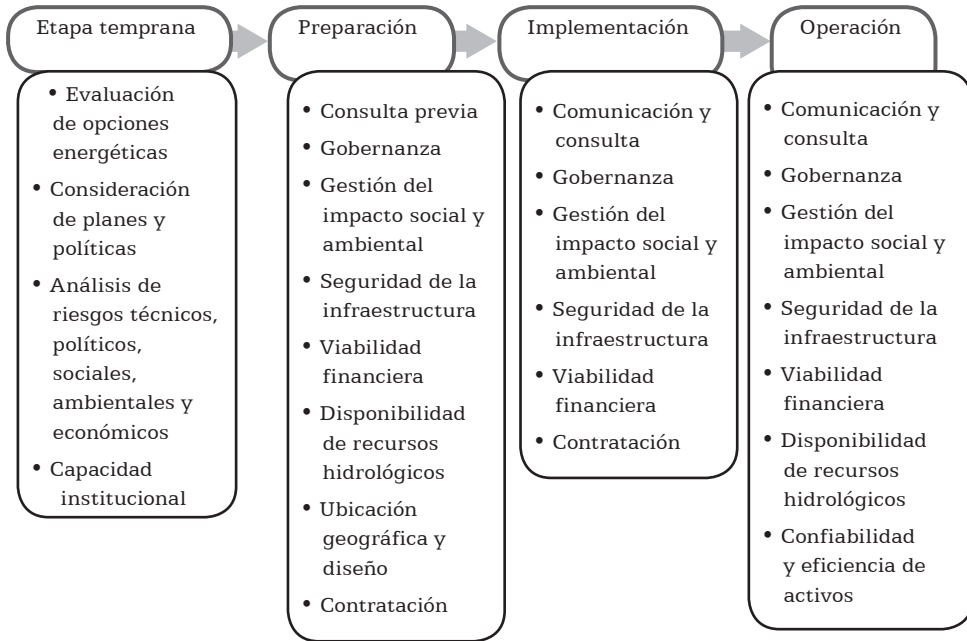 Etapa temprana
• Evaluación
de opciones
energéticas
• Consideración
de planes y
políticas
• Análisis de
riesgos técnicos,
políticos,
sociales,
ambientales y
económicos
• Capacidad
institucional
Preparación
• Consulta previa
• Gobernanza
• Gestión del
impacto social y
ambiental
• Seguridad de la
infraestructura
• Viabilidad
financiera
• Disponibilidad
de recursos
hidrológicos
• Ubicación
geográfica y
diseño
• Contratación
Implementación
• Comunicación y
consulta
• Gobernanza
• Gestión del
impacto social y
ambiental
• Seguridad de la
infraestructura
• Viabilidad
financiera
• Contratación
Operación
• Comunicación y
consulta
• Gobernanza
• Gestión del
impacto social y
ambiental
• Seguridad de la
infraestructura
• Viabilidad
financiera
• Disponibilidad
de recursos
hidrológicos
• Confiabilidad
y eficiencia de
activos